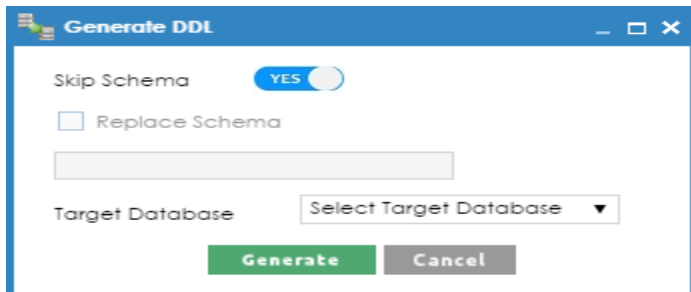 Generate DDL
Skip Schema YES
Replace Schema
Target Database Select Target Database
Generate Cancel